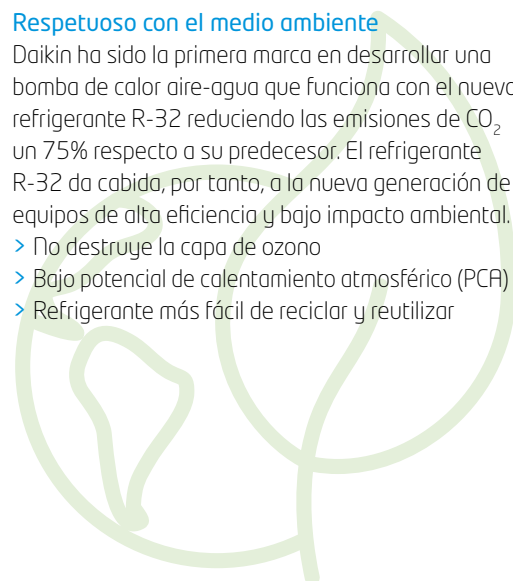 Respetuoso con el medio ambiente
Daikin ha sido la primera marca en desarrollar una
bomba de calor aire-agua que funciona con el nuevo
refrigerante R-32 reduciendo las emisiones de CO₂
un 75% respecto a su predecesor. El refrigerante
R-32 da cabida, por tanto, a la nueva generación de
equipos de alta eficiencia y bajo impacto ambiental.
> No destruye la capa de ozono
> Bajo potencial de calentamiento atmosférico (PCA)
> Refrigerante más fácil de reciclar y reutilizar